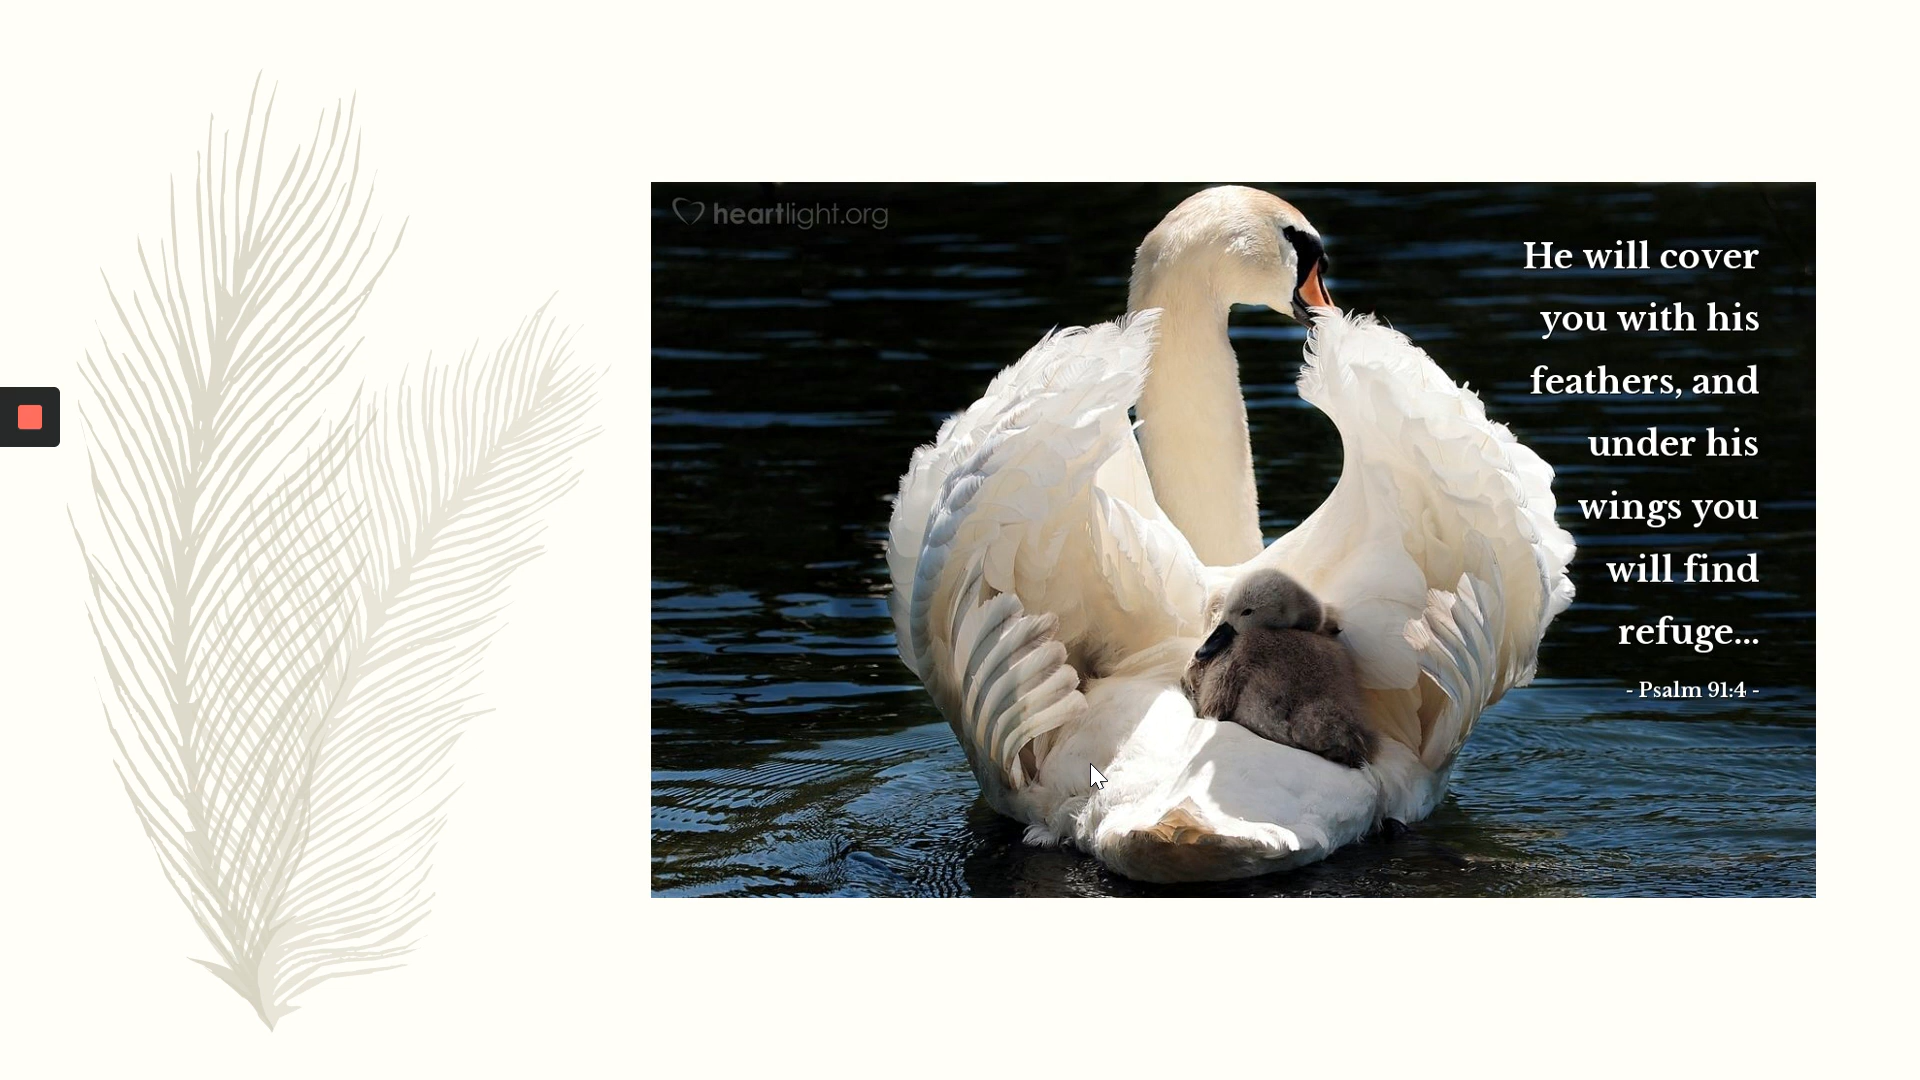 heartlight.org
He will cover
you with his
feathers, and
under his
wings you
will find
refuge...
- Psalm 91:4 -